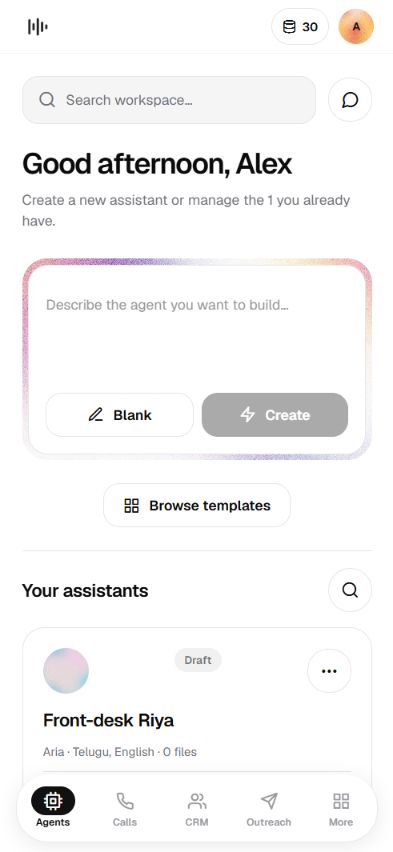 30
A
Search workspace...
Good afternoon, Alex
Create a new assistant or manage the 1 you already
have.
Describe the agent you want to build...
Blank
Create
Browse templates
Your assistants
Draft
Front-desk Riya
Aria · Telugu, English · 0 files
Agents
Calls
CRM
Outreach
More